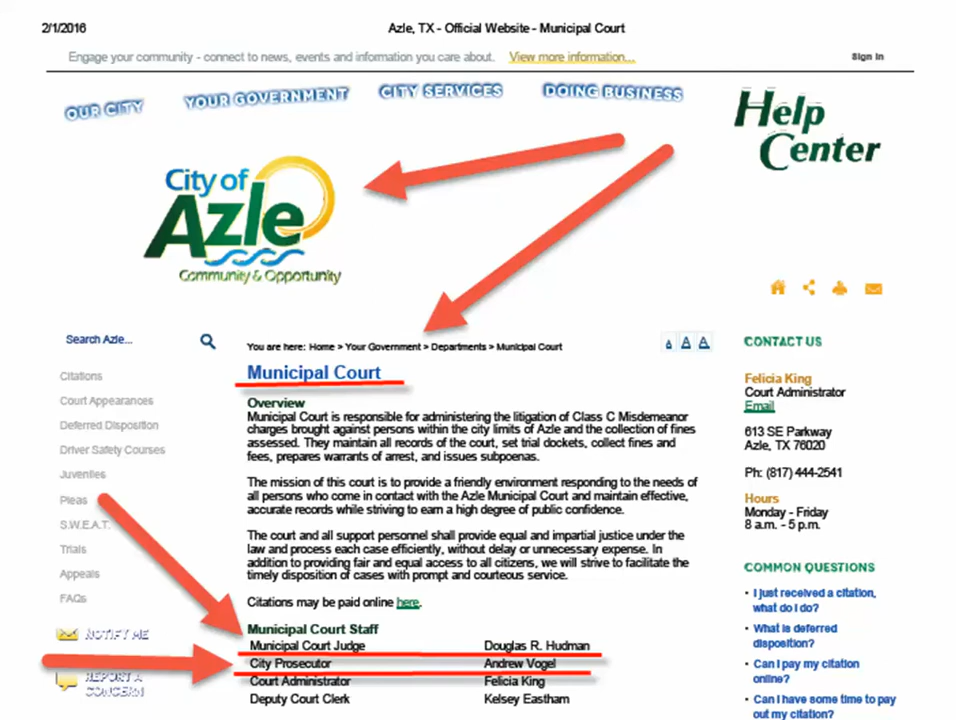 2/1/2016
Azle, TX - Official Website - Municipal Court
Engage your community - connect to news, events and information you care about. View more information...
Sign In
OUR CITY
YOUR GOVERNMENT
CITY SERVICES
DOING BUSINESS
Help
Center
City of
Azle
Community & Opportunity
Search Azle...
Citations
Court Appearances
Deferred Disposition
Driver Safety Courses
Juveniles
Pleas
S.W.E.A.T.
Trials
Appeals
FAQs
NOTIFY ME
REPORT A
CONCERN
You are here: Home > Your Government > Departments > Municipal Court
A A A
Municipal Court
Overview
Municipal Court is responsible for administering the litigation of Class C Misdemeanor
charges brought against persons within the city limits of Azle and the collection of fines
assessed. They maintain all records of the court, set trial dockets, collect fines and
fees, prepares warrants of arrest, and issues subpoenas.
The mission of this court is to provide a friendly environment responding to the needs of
all persons who come in contact with the Azle Municipal Court and maintain effective,
accurate records while striving to earn a high degree of public confidence.
The court and all support personnel shall provide equal and impartial justice under the
law and process each case efficiently, without delay or unnecessary expense. In
addition to providing fair and equal access to all citizens, we will strive to facilitate the
timely disposition of cases with prompt and courteous service.
Citations may be paid online here.
Municipal Court Staff
Municipal Court Judge Douglas R. Hudman
City Prosecutor Andrew Vogel
Court Administrator Felicia King
Deputy Court Clerk Kelsey Eastham
CONTACT US
Felicia King
Court Administrator
Email
613 SE Parkway
Azle, TX 76020
Ph: (817) 444-2541
Hours
Monday - Friday
8 a.m. - 5 p.m.
COMMON QUESTIONS
• I just received a citation,
what do I do?
• What is deferred
disposition?
• Can I pay my citation
online?
• Can I have some time to pay
out my citation?